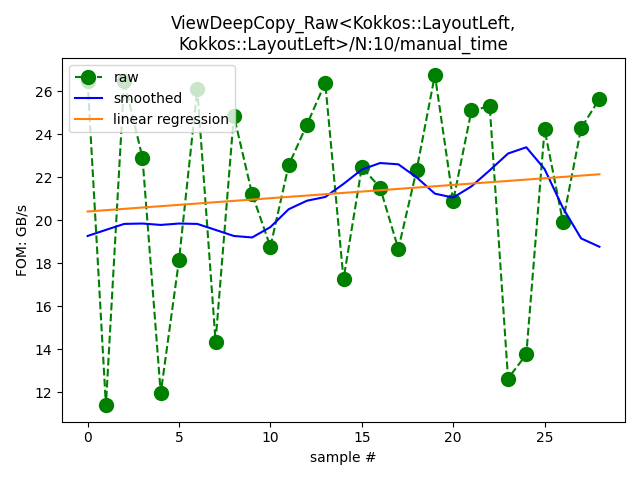 ViewDeepCopy_Raw<Kokkos::LayoutLeft,
Kokkos::LayoutLeft>/N:10/manual_time
raw
smoothed
linear regression
FOM: GB/s
26
24
22
20
18
16
14
12
0
5
10
15
20
25
sample #